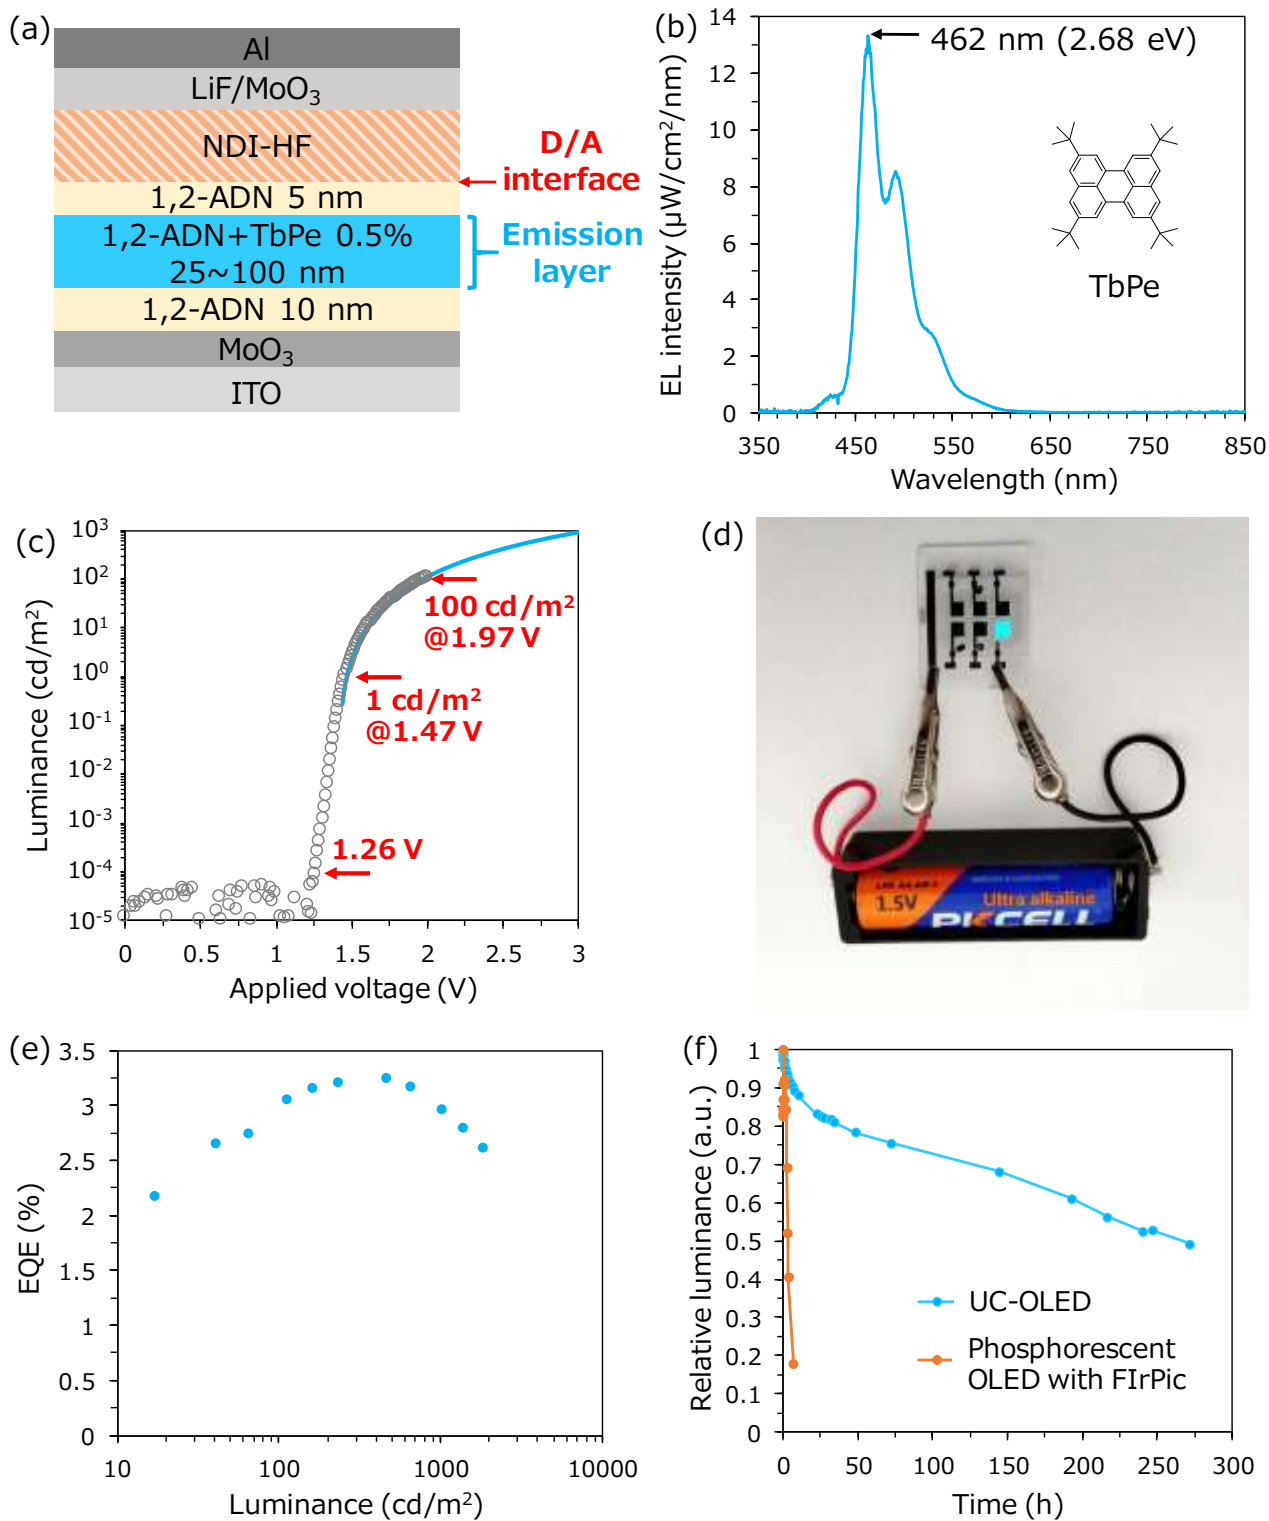 (a)
Al
LiF/MoO₃
NDI-HF
1,2-ADN 5 nm
1,2-ADN+TbPe 0.5%
25~100 nm
1,2-ADN 10 nm
MoO₃
ITO
D/A
interface
Emission
layer
(b)
EL intensity (μW/cm²/nm)
14
12
10
8
6
4
2
0
350
450
550
650
750
850
Wavelength (nm)
462 nm (2.68 eV)
TbPe
(c)
Luminance (cd/m²)
10³
10²
10¹
10⁰
10⁻¹
10⁻²
10⁻³
10⁻⁴
10⁻⁵
0
0.5
1
1.5
2
2.5
3
Applied voltage (V)
100 cd/m²
@1.97 V
1 cd/m²
@1.47 V
1.26 V
(d)
1.5V
Ultra alkaline
PKCELL
(e)
EQE (%)
3.5
3
2.5
2
1.5
1
0.5
0
10
100
1000
10000
Luminance (cd/m²)
(f)
Relative luminance (a.u.)
1
0.9
0.8
0.7
0.6
0.5
0.4
0.3
0.2
0.1
0
0
50
100
150
200
250
300
Time (h)
UC-OLED
Phosphorescent
OLED with FIrPic